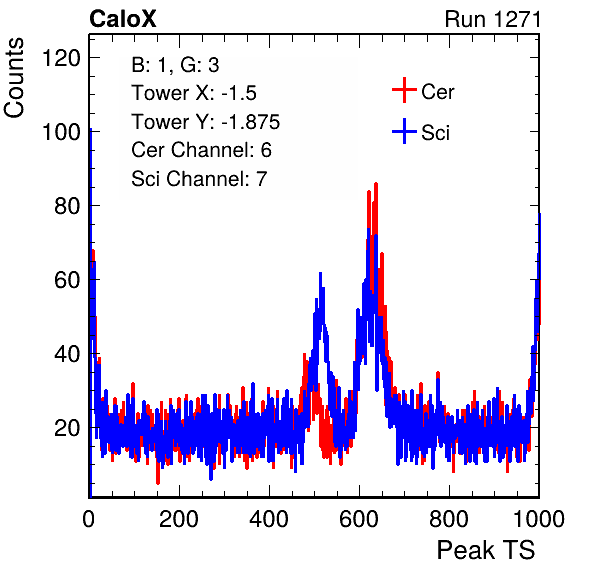 CaloX Run 1271
B: 1, G: 3
Tower X: -1.5
Tower Y: -1.875
Cer Channel: 6
Sci Channel: 7
Cer
Sci
Counts
120
100
80
60
40
20
0 200 400 600 800 1000
Peak TS